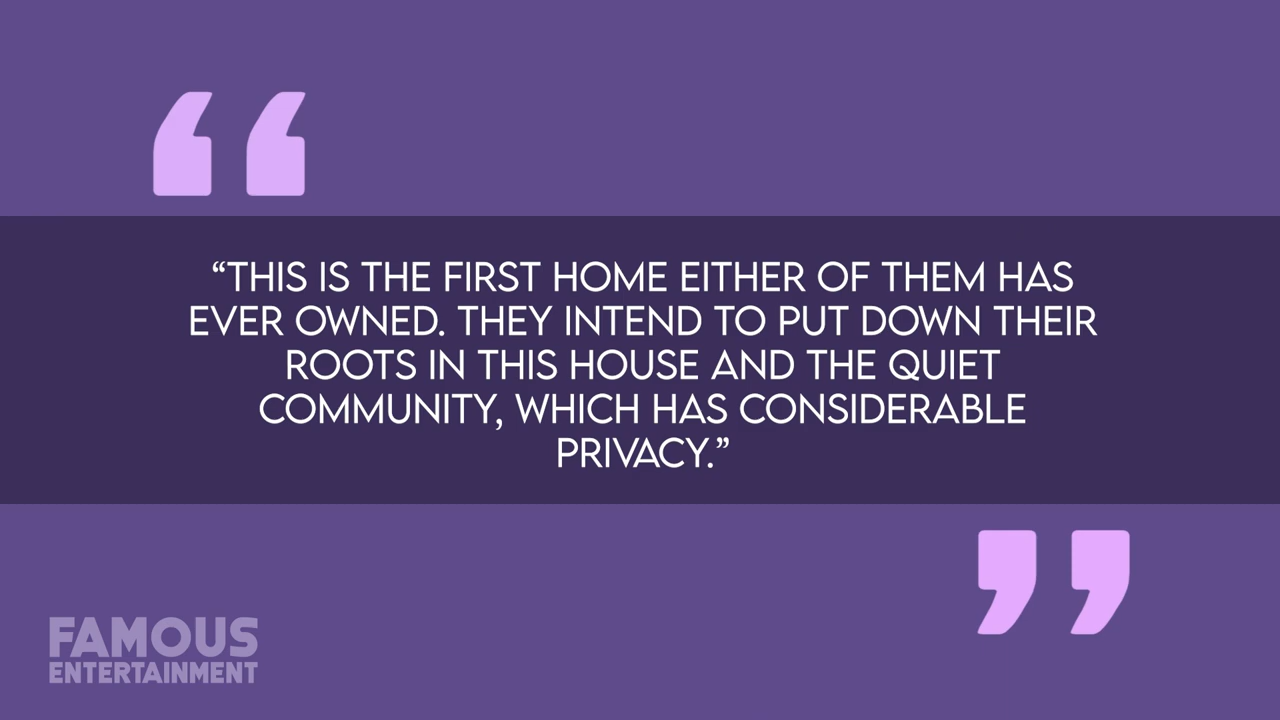 “THIS IS THE FIRST HOME EITHER OF THEM HAS
EVER OWNED. THEY INTEND TO PUT DOWN THEIR
ROOTS IN THIS HOUSE AND THE QUIET
COMMUNITY, WHICH HAS CONSIDERABLE
PRIVACY.”
FAMOUS
ENTERTAINMENT